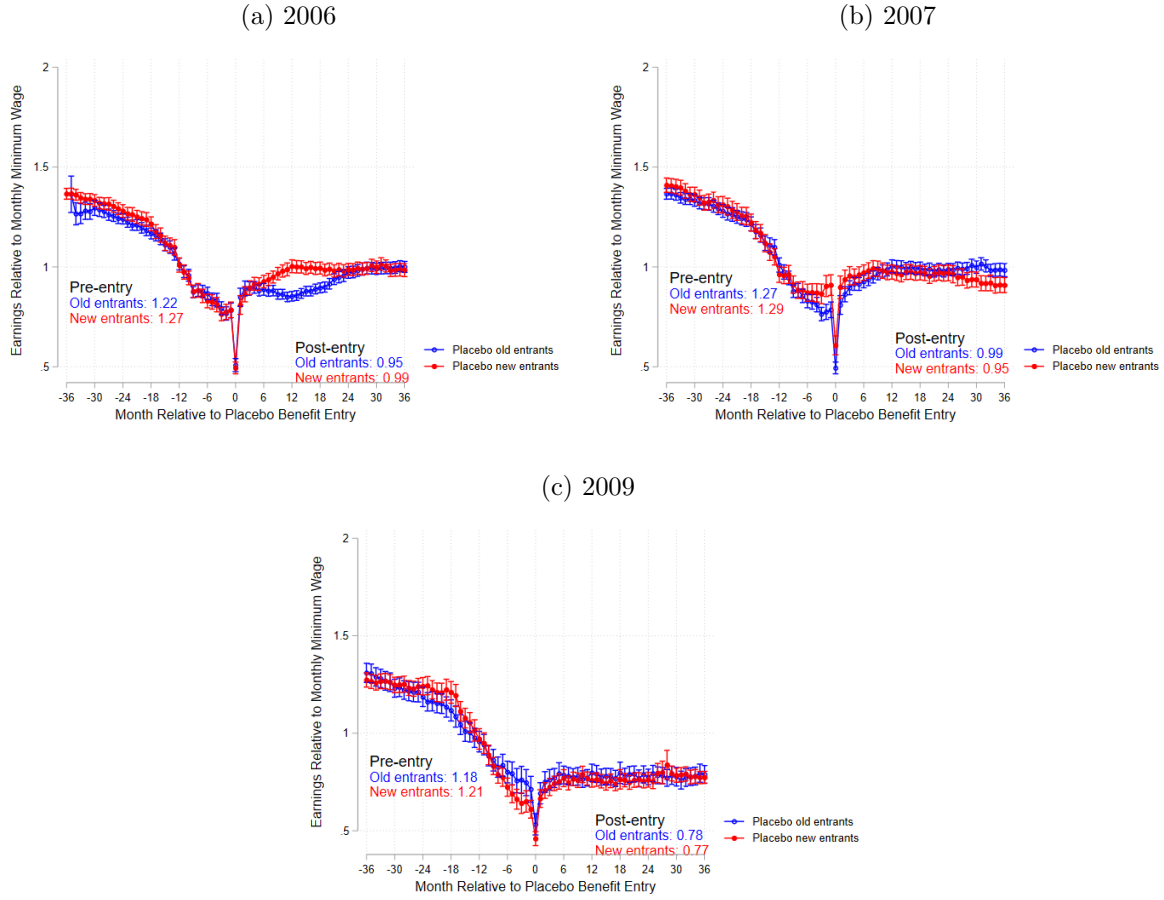 (a) 2006
Earnings Relative to Monthly Minimum Wage
2
1.5
1
.5
Pre-entry
Old entrants: 1.22
New entrants: 1.27
Post-entry
Old entrants: 0.95
New entrants: 0.99
-36 -30 -24 -18 -12 -6 0 6 12 18 24 30 36
Month Relative to Placebo Benefit Entry
Placebo old entrants
Placebo new entrants
(b) 2007
Earnings Relative to Monthly Minimum Wage
2
1.5
1
.5
Pre-entry
Old entrants: 1.27
New entrants: 1.29
Post-entry
Old entrants: 0.99
New entrants: 0.95
-36 -30 -24 -18 -12 -6 0 6 12 18 24 30 36
Month Relative to Placebo Benefit Entry
Placebo old entrants
Placebo new entrants
(c) 2009
Earnings Relative to Monthly Minimum Wage
2
1.5
1
.5
Pre-entry
Old entrants: 1.18
New entrants: 1.21
Post-entry
Old entrants: 0.78
New entrants: 0.77
-36 -30 -24 -18 -12 -6 0 6 12 18 24 30 36
Month Relative to Placebo Benefit Entry
Placebo old entrants
Placebo new entrants